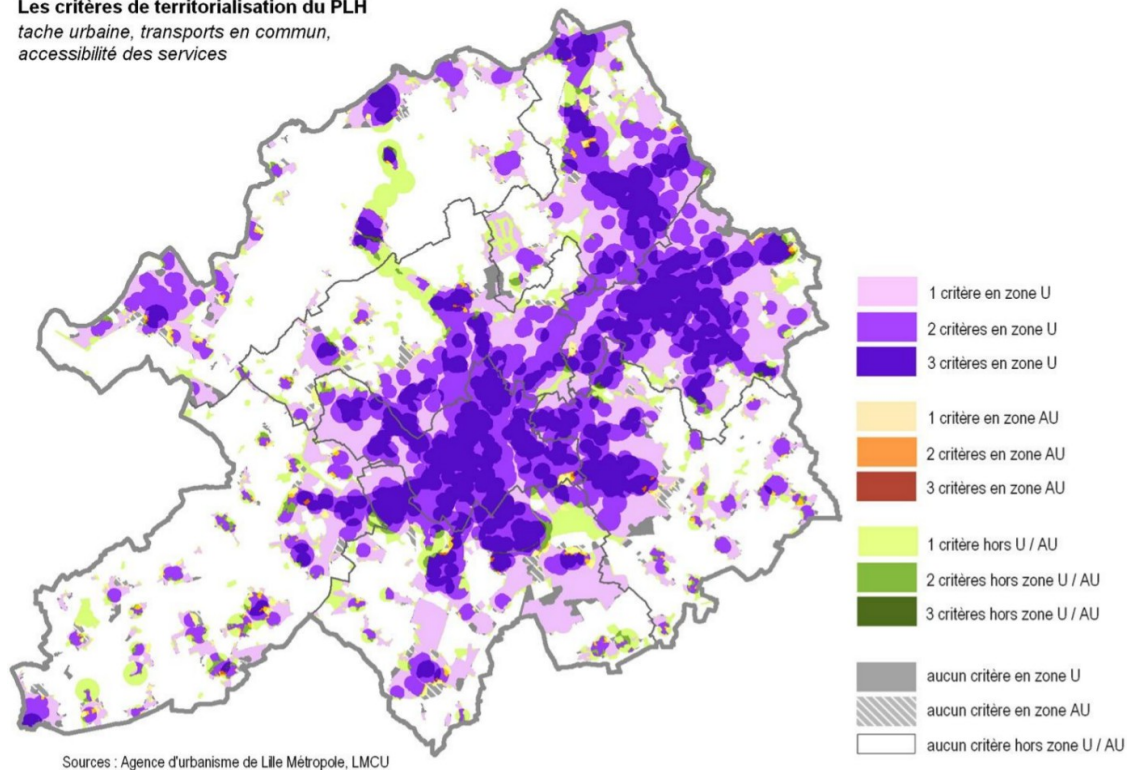 Les critères de territorialisation du PLH
tache urbaine, transports en commun,
accessibilité des services
1 critère en zone U
2 critères en zone U
3 critères en zone U
1 critère en zone AU
2 critères en zone AU
3 critères en zone AU
1 critère hors U / AU
2 critères hors zone U / AU
3 critères hors zone U / AU
aucun critère en zone U
aucun critère en zone AU
aucun critère hors zone U / AU
Sources : Agence d'urbanisme de Lille Métropole, LMCU